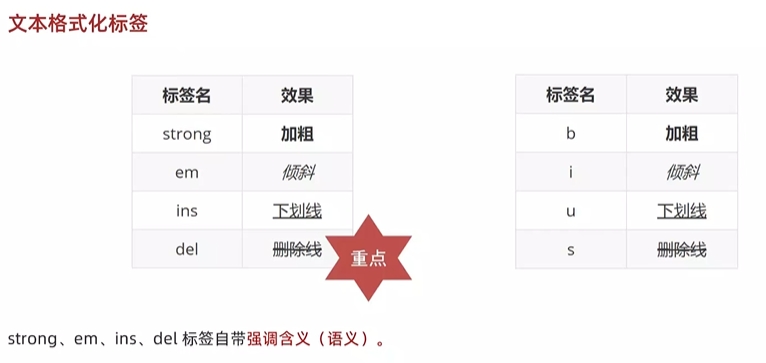 文本格式化标签
标签名 效果
strong 加粗
em 倾斜
ins 下划线
del 删除线
重点
标签名 效果
b 加粗
i 倾斜
u 下划线
s 删除线
strong、em、ins、del 标签自带强调含义（语义）。